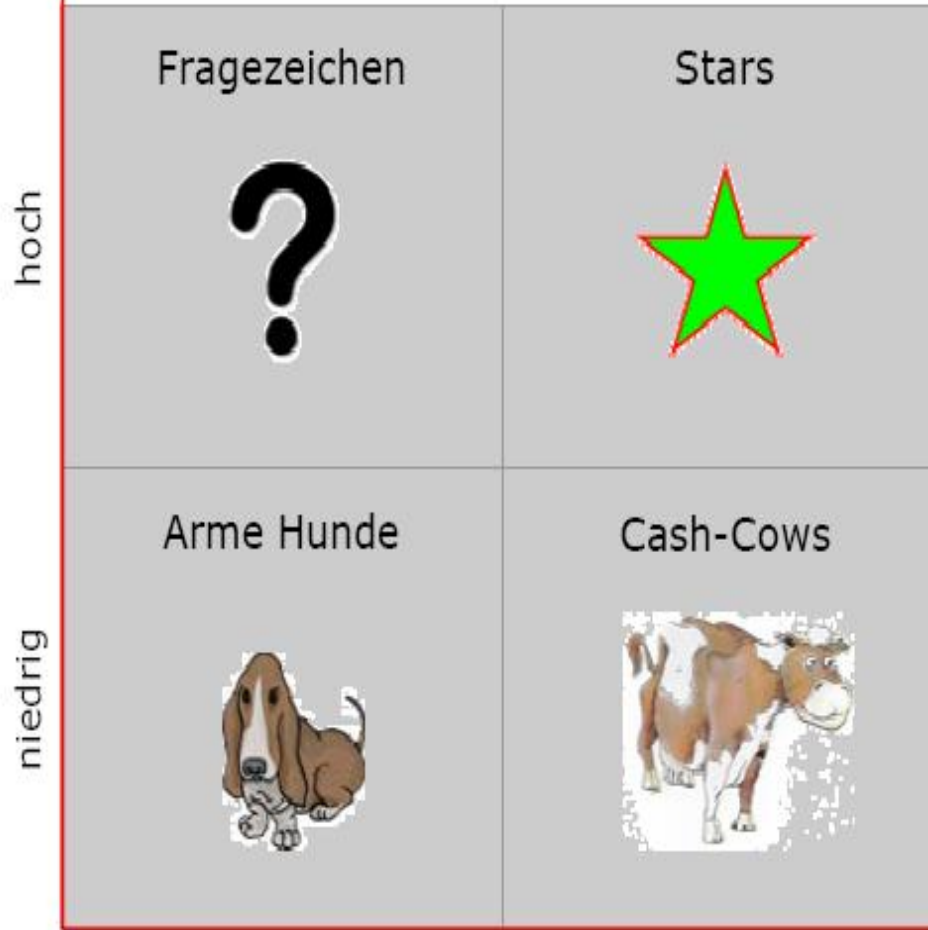 Fragezeichen
Stars
hoch
Arme Hunde
Cash-Cows
niedrig